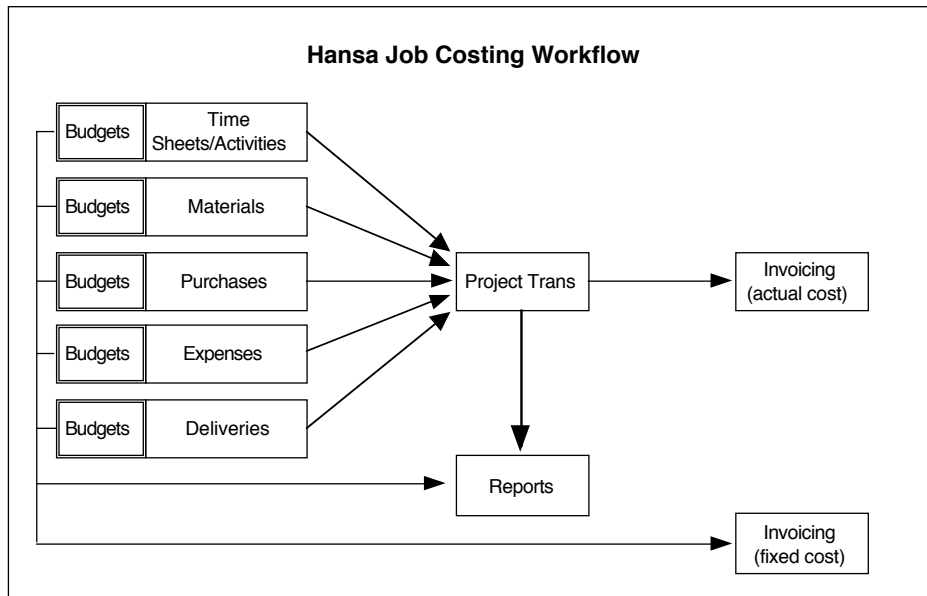 Hansa Job Costing Workflow
Budgets
Time
Sheets/Activities
Budgets
Materials
Budgets
Purchases
Project Trans
Invoicing
(actual cost)
Budgets
Expenses
Budgets
Deliveries
Reports
Invoicing
(fixed cost)